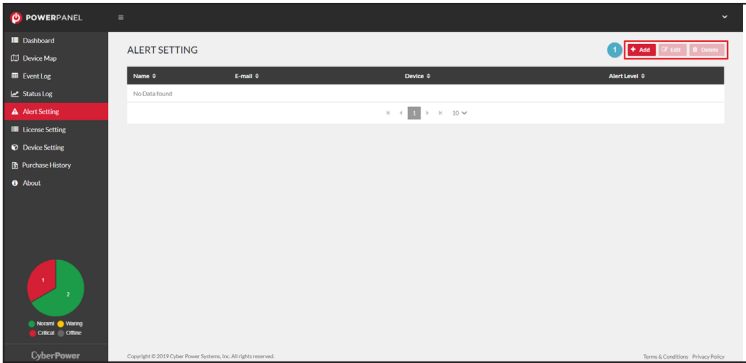 POWERPANEL
Dashboard
Device Map
Event Log
Status Log
Alert Setting
License Setting
Device Setting
Purchase History
About
1
2
Noraml Waring
Critical Offline
CyberPower
ALERT SETTING
1 + Add Edit Delete
Name E-mail Device Alert Level
No Data found
1 10
Copyright © 2019 Cyber Power Systems, Inc. All rights reserved.
Terms & Conditions Private Policy